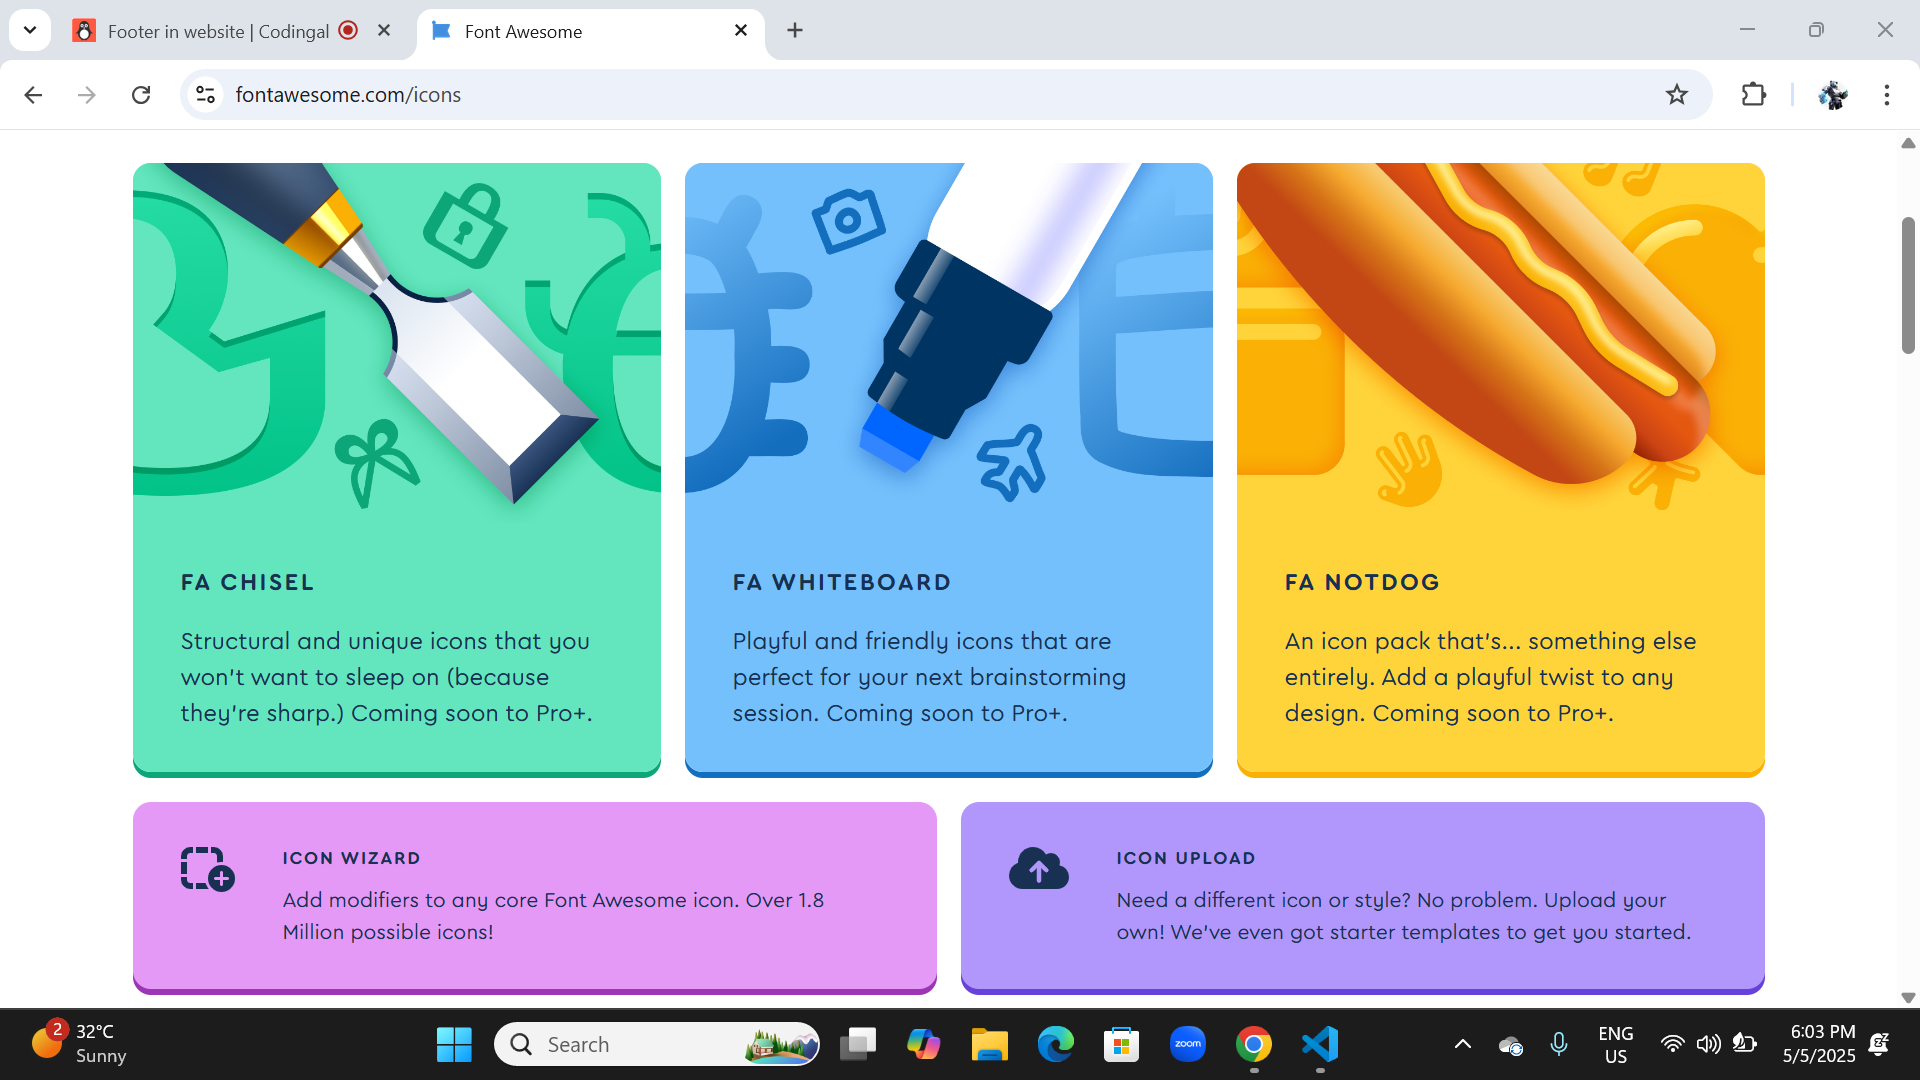 Footer in website | Codingal
Font Awesome
fontawesome.com/icons
FA CHISEL
Structural and unique icons that you
won't want to sleep on (because
they're sharp.) Coming soon to Pro+.
FA WHITEBOARD
Playful and friendly icons that are
perfect for your next brainstorming
session. Coming soon to Pro+.
FA NOTDOG
An icon pack that's... something else
entirely. Add a playful twist to any
design. Coming soon to Pro+.
ICON WIZARD
Add modifiers to any core Font Awesome icon. Over 1.8
Million possible icons!
ICON UPLOAD
Need a different icon or style? No problem. Upload your
own! We've even got starter templates to get you started.
2
32°C
Sunny
Search
zoom
ENG
US
6:03 PM
5/5/2025